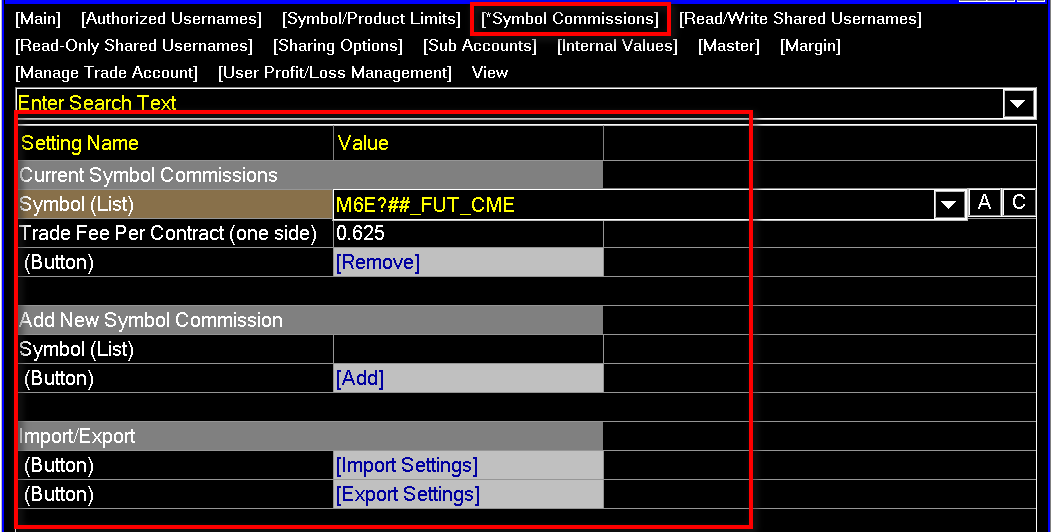 [Main] [Authorized Usernames] [Symbol/Product Limits] [*Symbol Commissions] [Read/Write Shared Usernames]
[Read-Only Shared Usernames] [Sharing Options] [Sub Accounts] [Internal Values] [Master] [Margin]
[Manage Trade Account] [User Profit/Loss Management] View
Enter Search Text
Setting Name Value
Current Symbol Commissions
Symbol (List) M6E?##_FUT_CME A C
Trade Fee Per Contract (one side) 0.625
(Button) [Remove]
Add New Symbol Commission
Symbol (List)
(Button) [Add]
Import/Export
(Button) [Import Settings]
(Button) [Export Settings]